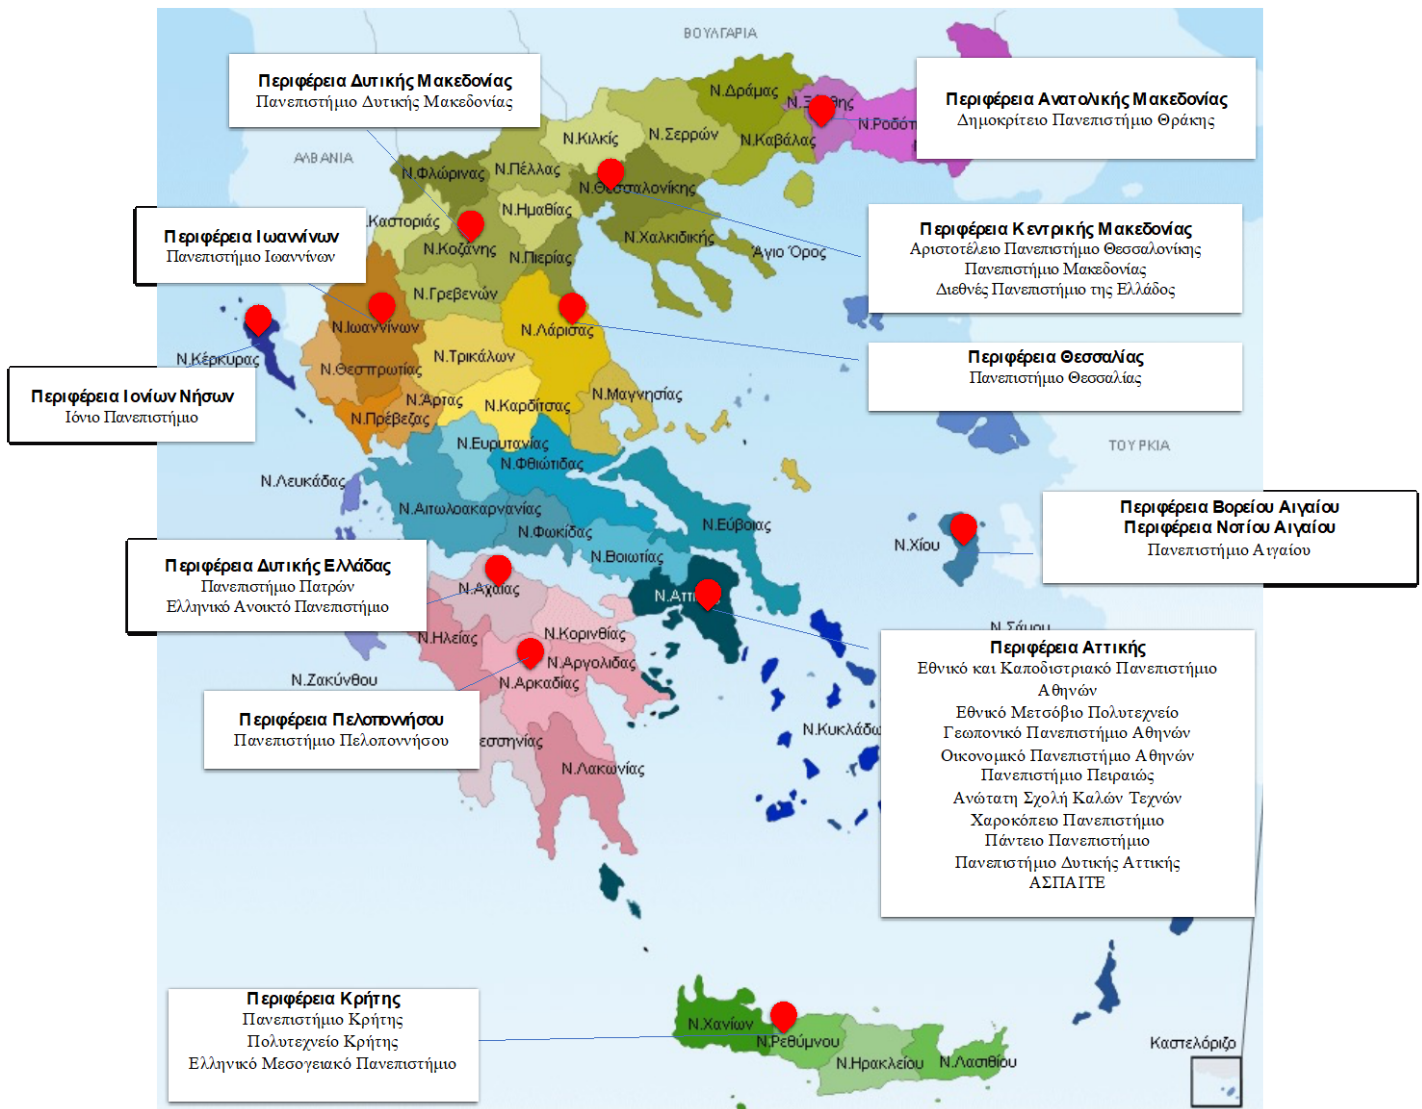 ΒΟΥΛΓΑΡΙΑ
Περιφέρεια Δυτικής Μακεδονίας
Πανεπιστήμιο Δυτικής Μακεδονίας
Περιφέρεια Ανατολικής Μακεδονίας
Δημοκρίτειο Πανεπιστήμιο Θράκης
Ν.Δράμας
Ν.Ξάνθης
Ν.Ροδόπ
Ν.Κιλκίς
Ν.Σερρών
Ν.Καβάλας
ΑΛΒΑΝΙΑ
Ν.Φλώρινας
Ν.Πέλλας
Ν.Θεσσαλονίκης
Ν.Ημαθίας
.Καστοριάς
Ν.Κοζάνης
Ν.Πιερίας
Ν.Χαλκιδικής
Άγιο Όρος
Περιφέρεια Κεντρικής Μακεδονίας
Αριστοτέλειο Πανεπιστήμιο Θεσσαλονίκης
Πανεπιστήμιο Μακεδονίας
Διεθνές Πανεπιστήμιο της Ελλάδος
Περιφέρεια Ιωαννίνων
Πανεπιστήμιο Ιωαννίνων
Ν.Γρεβενών
Ν.Ιωαννίνων
Ν.Λάρισας
Ν.Κέρκυρας
Ν.Θεσπρωτίας
Ν.Τρικάλων
Περιφέρεια Θεσσαλίας
Πανεπιστήμιο Θεσσαλίας
Περιφέρεια Ιονίων Νήσων
Ιόνιο Πανεπιστήμιο
Ν.Άρτας
Ν.Πρέβεζας
Ν.Καρδίτσας
Ν.Μαγνησίας
Ν.Ευρυτανίας
Ν.Φθιώτιδας
ΤΟΥΡΚΙΑ
Ν.Λευκάδας
Ν.Αιτωλοακαρνανίας
Ν.Φωκίδας
Ν.Εύβοιας
Ν.Βοιωτίας
Ν.Χίου
Περιφέρεια Βορείου Αιγαίου
Περιφέρεια Νοτίου Αιγαίου
Πανεπιστήμιο Αιγαίου
Περιφέρεια Δυτικής Ελλάδας
Πανεπιστήμιο Πατρών
Ελληνικό Ανοικτό Πανεπιστήμιο
Ν.Αχαΐας
Ν.Αττ
Ν.Ηλείας
Ν.Κορινθίας
Ν.Αργολιδας
Ν.Αρκαδίας
Ν.Ζακύνθου
Ν.Σάμου
Περιφέρεια Αττικής
Εθνικό και Καποδιστριακό Πανεπιστήμιο
Αθηνών
Εθνικό Μετσόβιο Πολυτεχνείο
Γεωπονικό Πανεπιστήμιο Αθηνών
Οικονομικό Πανεπιστήμιο Αθηνών
Πανεπιστήμιο Πειραιώς
Ανώτατη Σχολή Καλών Τεχνών
Χαροκόπειο Πανεπιστήμιο
Πάντειο Πανεπιστήμιο
Πανεπιστήμιο Δυτικής Αττικής
ΑΣΠΑΙΤΕ
Περιφέρεια Πελοποννήσου
Πανεπιστήμιο Πελοποννήσου
εσσηνίας
Ν.Λακωνίας
Ν.Κυκλάδω
Περιφέρεια Κρήτης
Πανεπιστήμιο Κρήτης
Πολυτεχνείο Κρήτης
Ελληνικό Μεσογειακό Πανεπιστήμιο
Ν.Χανίων
Ν.Ρεθύμνου
Ν.Ηρακλείου
Ν.Λασιθίου
Καστελόριζο